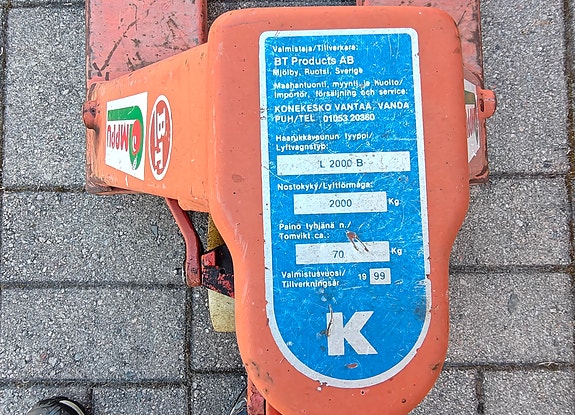 Valmistaja/Tillverkare:
BT Products AB
Mjölby, Ruotsi, Sverige
Maahantuonti, myynti ja Huolto/
Importör, försäljning och service:
KONEKESKO VANTAA, VANDA
PUH/TEL. 01053 20360
Haarukkavaunun tyyppi/
Lyftvagnstyp:
L 2000 B
Nostokyky/Lyftförmåga:
2000 Kg
Paino tyhjänä n./
Tomvikt ca.:
70 Kg
Valmistusvuosi/
Tillverkningsår 19 99
K
BT